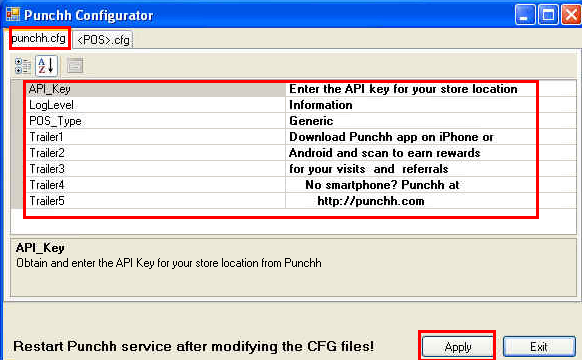 Punchh Configurator
punchh.cfg <POS>.cfg
API_Key Enter the API key for your store location
LogLevel Information
POS_Type Generic
Trailer1 Download Punchh app on iPhone or
Trailer2 Android and scan to earn rewards
Trailer3 for your visits and referrals
Trailer4 No smartphone? Punchh at
Trailer5 http://punchh.com
API_Key
Obtain and enter the API Key for your store location from Punchh
Restart Punchh service after modifying the CFG files! Apply Exit